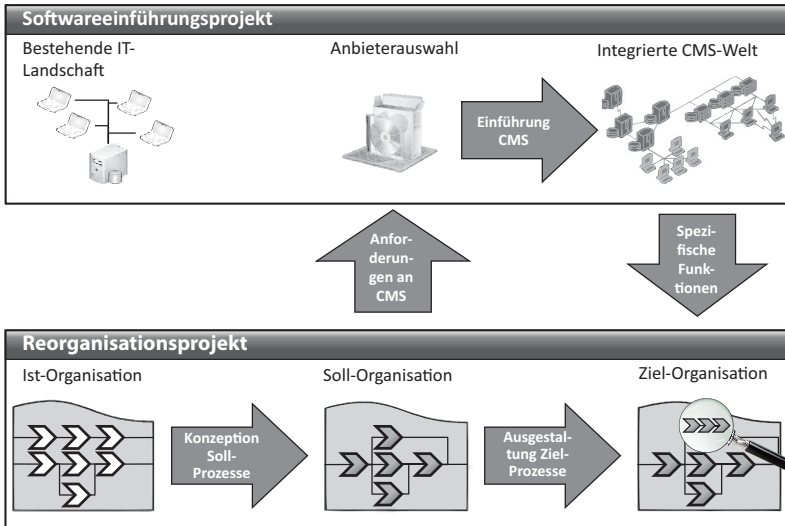 Softwareeinführungsprojekt
Bestehende IT-
Landschaft
Anbieterauswahl
Integrierte CMS-Welt
Einführung
CMS
Anfor-
derun-
gen an
CMS
Spezi-
fische
Funk-
tionen
Reorganisationsprojekt
Ist-Organisation
Soll-Organisation
Ziel-Organisation
Konzeption
Soll-
Prozesse
Ausgestal-
tung Ziel-
Prozesse